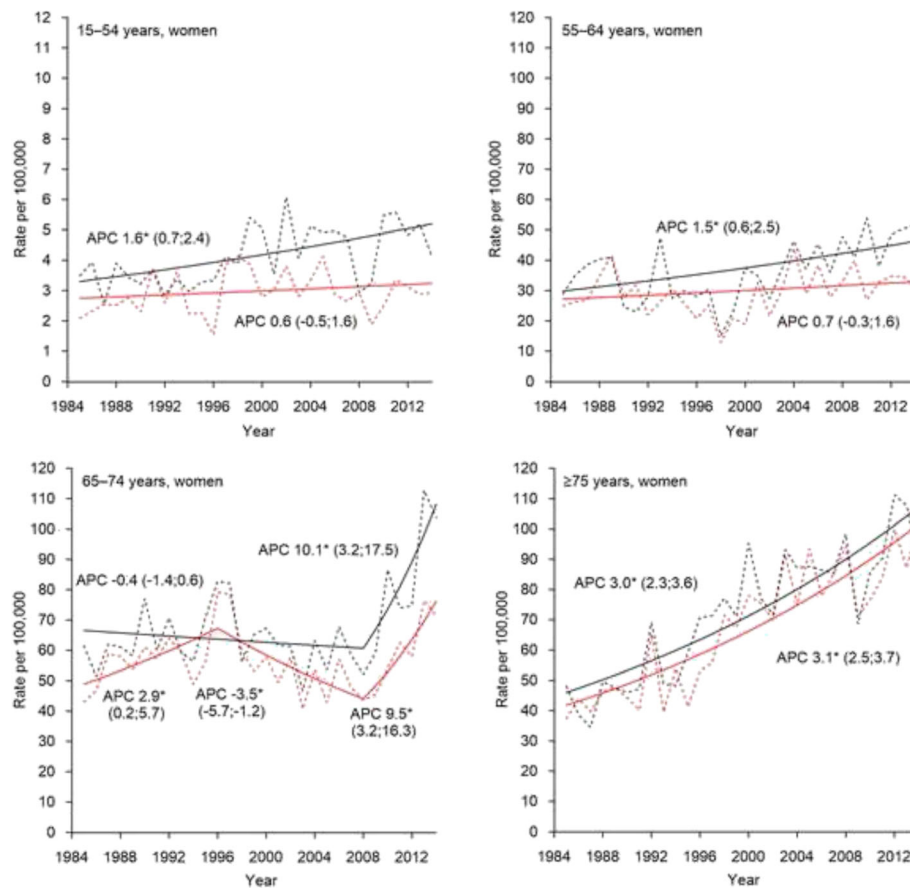 15–54 years, women
12
11
10
9
8
7
6
5
4
3
2
1
0
Rate per 100,000
APC 1.6* (0.7;2.4)
APC 0.6 (-0.5;1.6)
1984 1988 1992 1996 2000 2004 2008 2012
Year
55–64 years, women
120
110
100
90
80
70
60
50
40
30
20
10
0
Rate per 100,000
APC 1.5* (0.6;2.5)
APC 0.7 (-0.3;1.6)
1984 1988 1992 1996 2000 2004 2008 2012
Year
65–74 years, women
120
110
100
90
80
70
60
50
40
30
20
10
0
Rate per 100,000
APC 10.1* (3.2;17.5)
APC -0.4 (-1.4;0.6)
APC 2.9*
(0.2;5.7)
APC -3.5*
(-5.7;-1.2)
APC 9.5*
(3.2;16.3)
1984 1988 1992 1996 2000 2004 2008 2012
Year
≥75 years, women
120
110
100
90
80
70
60
50
40
30
20
10
0
Rate per 100,000
APC 3.0* (2.3;3.6)
APC 3.1* (2.5;3.7)
1984 1988 1992 1996 2000 2004 2008 2012
Year